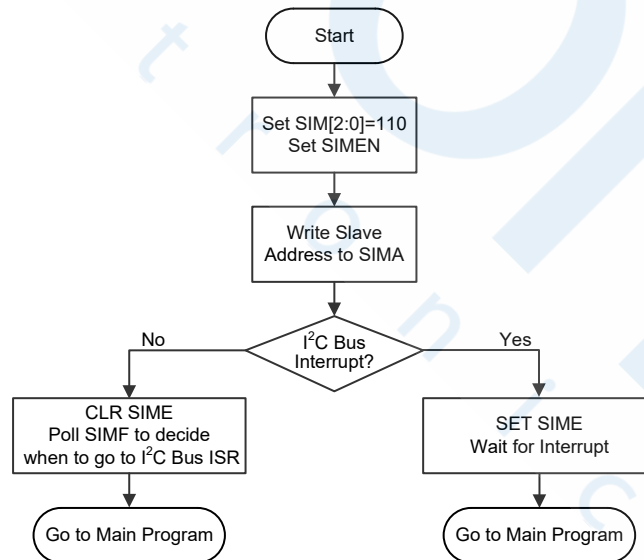 Start
Set SIM[2:0]=110
Set SIMEN
Write Slave
Address to SIMA
I²C Bus
Interrupt?
No
Yes
CLR SIME
Poll SIMF to decide
when to go to I²C Bus ISR
SET SIME
Wait for Interrupt
Go to Main Program
Go to Main Program
t r o n i c